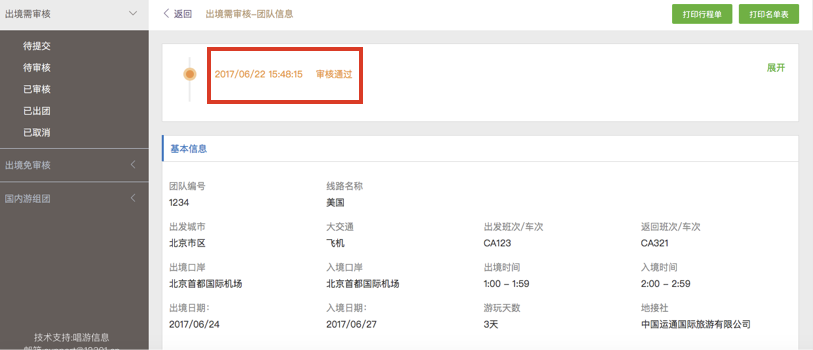 出境需审核
返回 出境需审核-团队信息
打印行程单 打印名单表
待提交
待审核
已审核
已出团
已取消
出境免审核
国内游组团
2017/06/22 15:48:15 审核通过
展开
基本信息
团队编号 线路名称
1234 美国
出发城市 大交通 出发班次/车次 返回班次/车次
北京市区 飞机 CA123 CA321
出境口岸 入境口岸 出境时间 入境时间
北京首都国际机场 北京首都国际机场 1:00 - 1:59 2:00 - 2:59
出境日期: 入境日期: 游玩天数 地接社
2017/06/24 2017/06/27 3天 中国运通国际旅游有限公司
技术支持:唱游信息